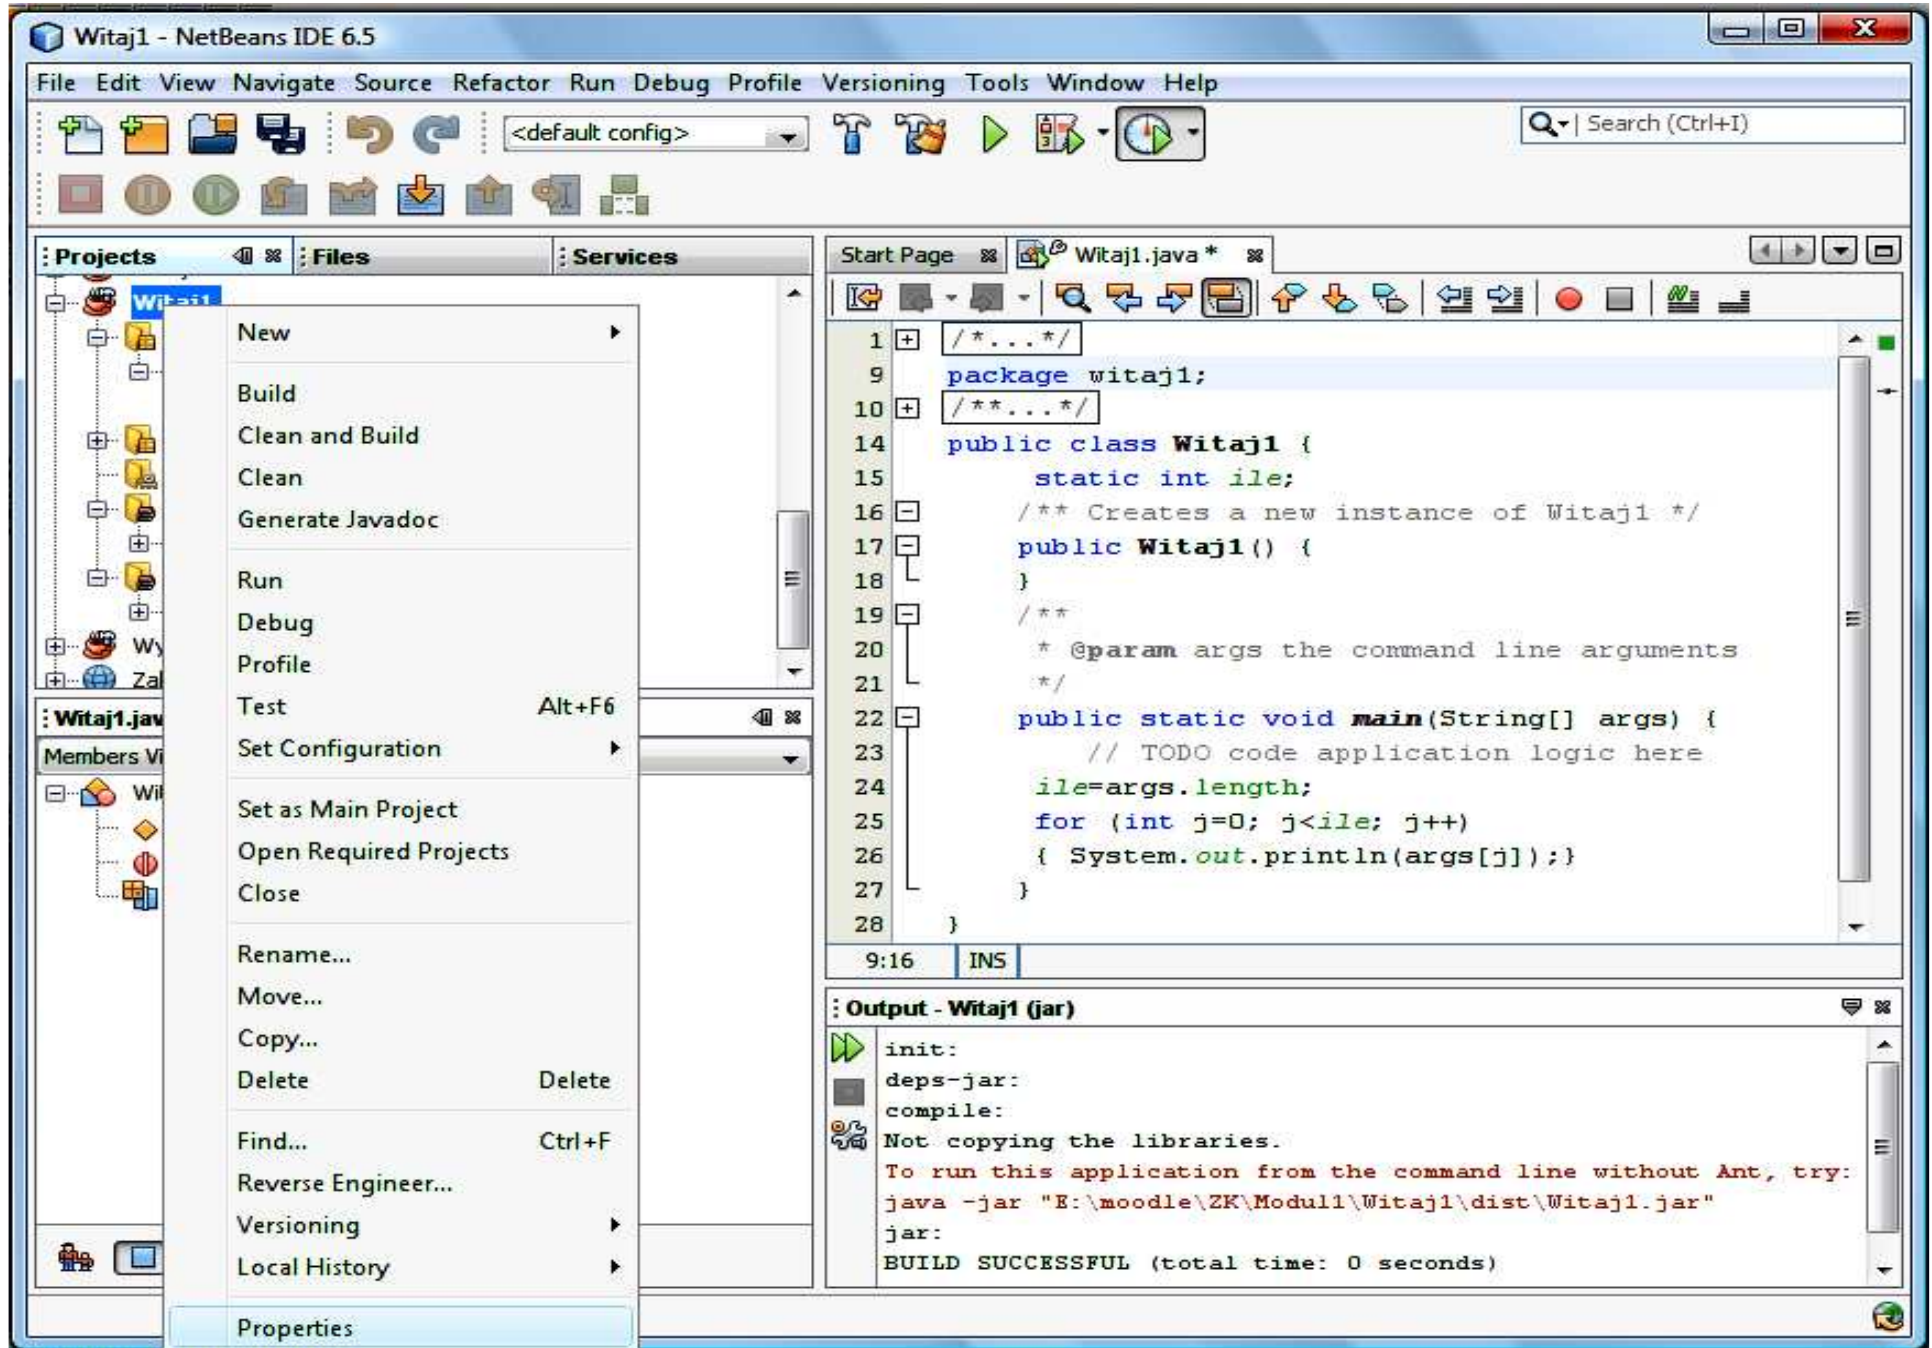 Witaj1 - NetBeans IDE 6.5
File Edit View Navigate Source Refactor Run Debug Profile Versioning Tools Window Help
<default config>
Search (Ctrl+I)
Projects
Files
Services
Witaj1
Wy
Zal
Witaj1.jav
Members Vi
Wi
New
Build
Clean and Build
Clean
Generate Javadoc
Run
Debug
Profile
Test Alt+F6
Set Configuration
Set as Main Project
Open Required Projects
Close
Rename...
Move...
Copy...
Delete Delete
Find... Ctrl+F
Reverse Engineer...
Versioning
Local History
Properties
Start Page
Witaj1.java *
1 /*...*/
9 package witaj1;
10 /**...*/
14 public class Witaj1 {
15 static int ile;
16 /** Creates a new instance of Witaj1 */
17 public Witaj1() {
18 }
19 /**
20 * @param args the command line arguments
21 */
22 public static void main(String[] args) {
23 // TODO code application logic here
24 ile=args.length;
25 for (int j=0; j<ile; j++)
26 { System.out.println(args[j]);}
27 }
28 }
9:16 INS
Output - Witaj1 (jar)
init:
deps-jar:
compile:
Not copying the libraries.
To run this application from the command line without Ant, try:
java -jar "E:\moodle\ZK\Modul1\Witaj1\dist\Witaj1.jar"
jar:
BUILD SUCCESSFUL (total time: 0 seconds)